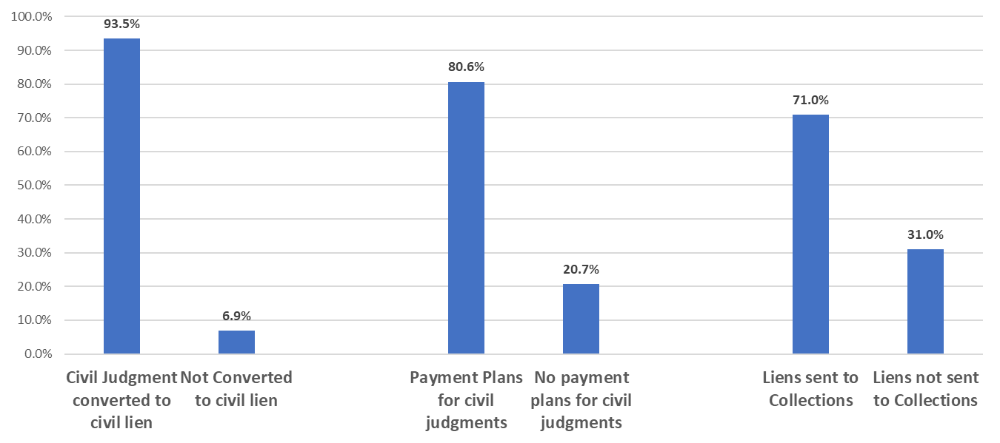 100.0%
90.0%
80.0%
70.0%
60.0%
50.0%
40.0%
30.0%
20.0%
10.0%
0.0%
93.5%
6.9%
80.6%
20.7%
71.0%
31.0%
Civil Judgment
converted to
civil lien
Not Converted
to civil lien
Payment Plans
for civil
judgments
No payment
plans for civil
judgments
Liens sent to
Collections
Liens not sent
to Collections